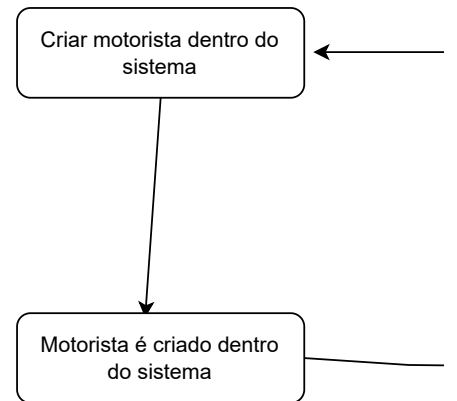 Criar motorista dentro do
sistema
Motorista é criado dentro
do sistema